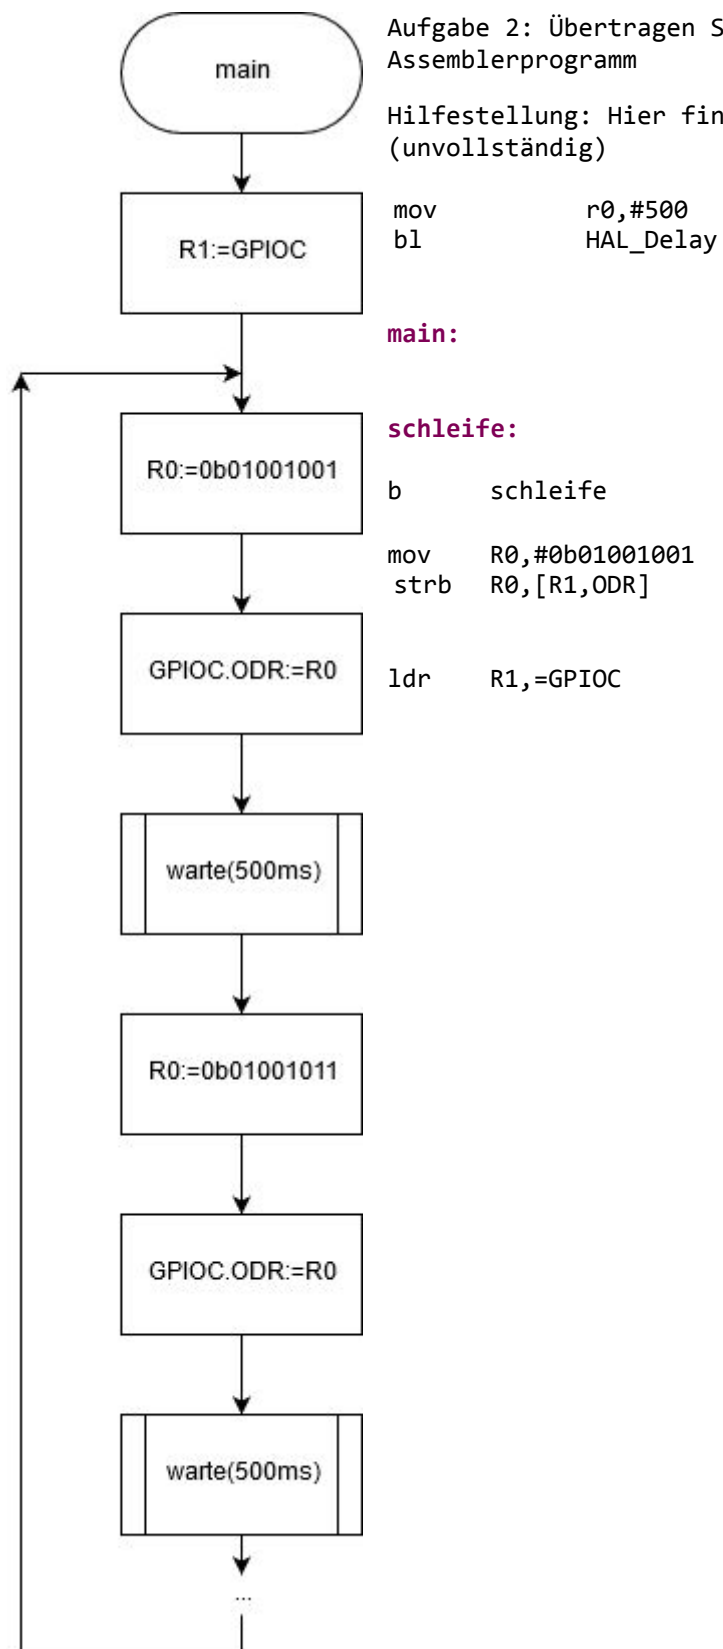 main
R1:=GPIOC
R0:=0b01001001
GPIOC.ODR:=R0
warte(500ms)
R0:=0b01001011
GPIOC.ODR:=R0
warte(500ms)
...
Aufgabe 2: Übertragen S
Assemblerprogramm
Hilfestellung: Hier fin
(unvollständig)
mov r0,#500
bl HAL_Delay
main:
schleife:
b schleife
mov R0,#0b01001001
strb R0,[R1,ODR]
ldr R1,=GPIOC